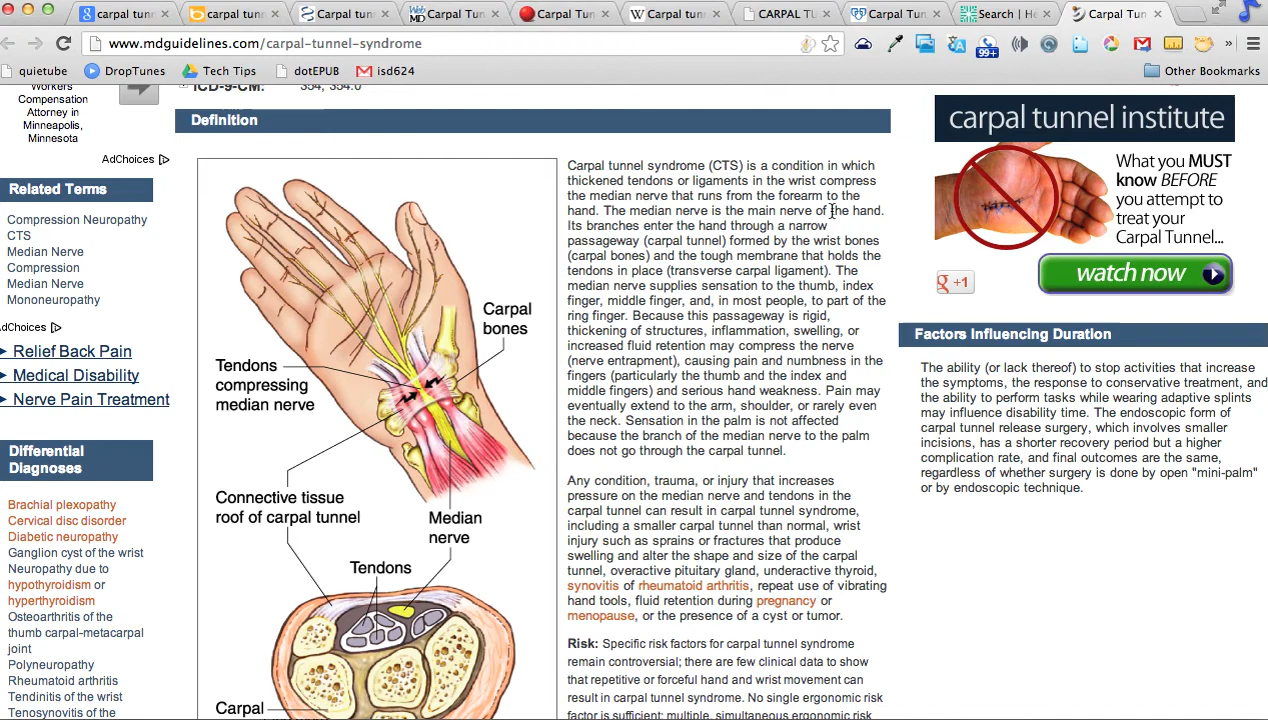 carpal tunn
carpal tunn
Carpal tunn
Carpal Tun
Carpal Tun
Carpal tunn
CARPAL TU
Carpal Tun
Search | He
Carpal Tun
www.mdguidelines.com/carpal-tunnel-syndrome
99+
»
quietube
DropTunes
Tech Tips
dotEPUB
isd624
Other Bookmarks
Workers
Compensation
Attorney in
Minneapolis,
Minnesota
AdChoices
Related Terms
Compression Neuropathy
CTS
Median Nerve
Compression
Median Nerve
Mononeuropathy
AdChoices
Relief Back Pain
Medical Disability
Nerve Pain Treatment
Differential
Diagnoses
Brachial plexopathy
Cervical disc disorder
Diabetic neuropathy
Ganglion cyst of the wrist
Neuropathy due to
hypothyroidism or
hyperthyroidism
Osteoarthritis of the
thumb carpal-metacarpal
joint
Polyneuropathy
Rheumatoid arthritis
Tendinitis of the wrist
Tenosynovitis of the
ICD-9-CM: 354, 354.0
Definition
Carpal
bones
Tendons
compressing
median nerve
Connective tissue
roof of carpal tunnel
Median
nerve
Tendons
Carpal
Carpal tunnel syndrome (CTS) is a condition in which
thickened tendons or ligaments in the wrist compress
the median nerve that runs from the forearm to the
hand. The median nerve is the main nerve of the hand.
Its branches enter the hand through a narrow
passageway (carpal tunnel) formed by the wrist bones
(carpal bones) and the tough membrane that holds the
tendons in place (transverse carpal ligament). The
median nerve supplies sensation to the thumb, index
finger, middle finger, and, in most people, to part of the
ring finger. Because this passageway is rigid,
thickening of structures, inflammation, swelling, or
increased fluid retention may compress the nerve
(nerve entrapment), causing pain and numbness in the
fingers (particularly the thumb and the index and
middle fingers) and serious hand weakness. Pain may
eventually extend to the arm, shoulder, or rarely even
the neck. Sensation in the palm is not affected
because the branch of the median nerve to the palm
does not go through the carpal tunnel.
Any condition, trauma, or injury that increases
pressure on the median nerve and tendons in the
carpal tunnel can result in carpal tunnel syndrome,
including a smaller carpal tunnel than normal, wrist
injury such as sprains or fractures that produce
swelling and alter the shape and size of the carpal
tunnel, overactive pituitary gland, underactive thyroid,
synovitis of rheumatoid arthritis, repeat use of vibrating
hand tools, fluid retention during pregnancy or
menopause, or the presence of a cyst or tumor.
Risk: Specific risk factors for carpal tunnel syndrome
remain controversial; there are few clinical data to show
that repetitive or forceful hand and wrist movement can
result in carpal tunnel syndrome. No single ergonomic risk
factor is sufficient; multiple, simultaneous ergonomic risk
carpal tunnel institute
What you MUST
know BEFORE
you attempt to
treat your
Carpal Tunnel...
+1
watch now
Factors Influencing Duration
The ability (or lack thereof) to stop activities that increase
the symptoms, the response to conservative treatment, and
the ability to perform tasks while wearing adaptive splints
may influence disability time. The endoscopic form of
carpal tunnel release surgery, which involves smaller
incisions, has a shorter recovery period but a higher
complication rate, and final outcomes are the same,
regardless of whether surgery is done by open "mini-palm"
or by endoscopic technique.